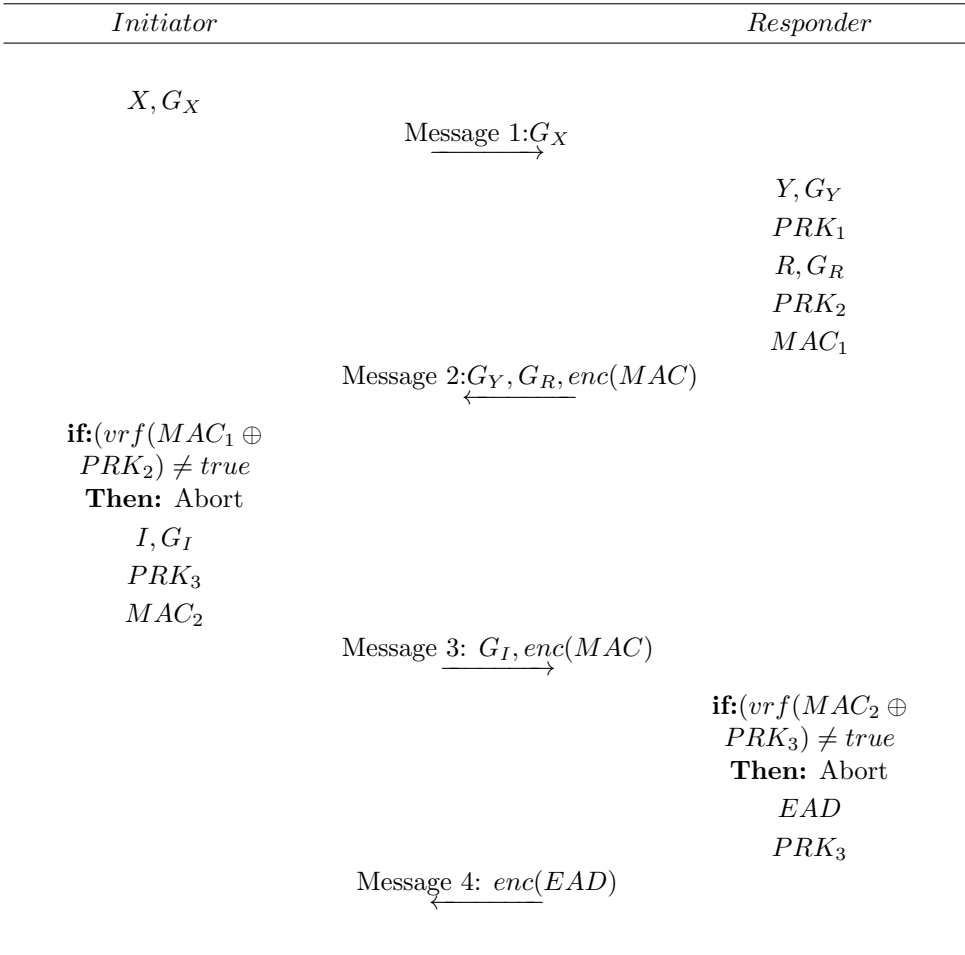 Initiator Responder
X, G_X
Message 1:G_X
Y, G_Y
PRK_1
R, G_R
PRK_2
MAC_1
Message 2:G_Y, G_R, enc(MAC)
if:(vrf(MAC_1 ⊕
PRK_2) ≠ true
Then: Abort
I, G_I
PRK_3
MAC_2
Message 3: G_I, enc(MAC)
if:(vrf(MAC_2 ⊕
PRK_3) ≠ true
Then: Abort
EAD
PRK_3
Message 4: enc(EAD)